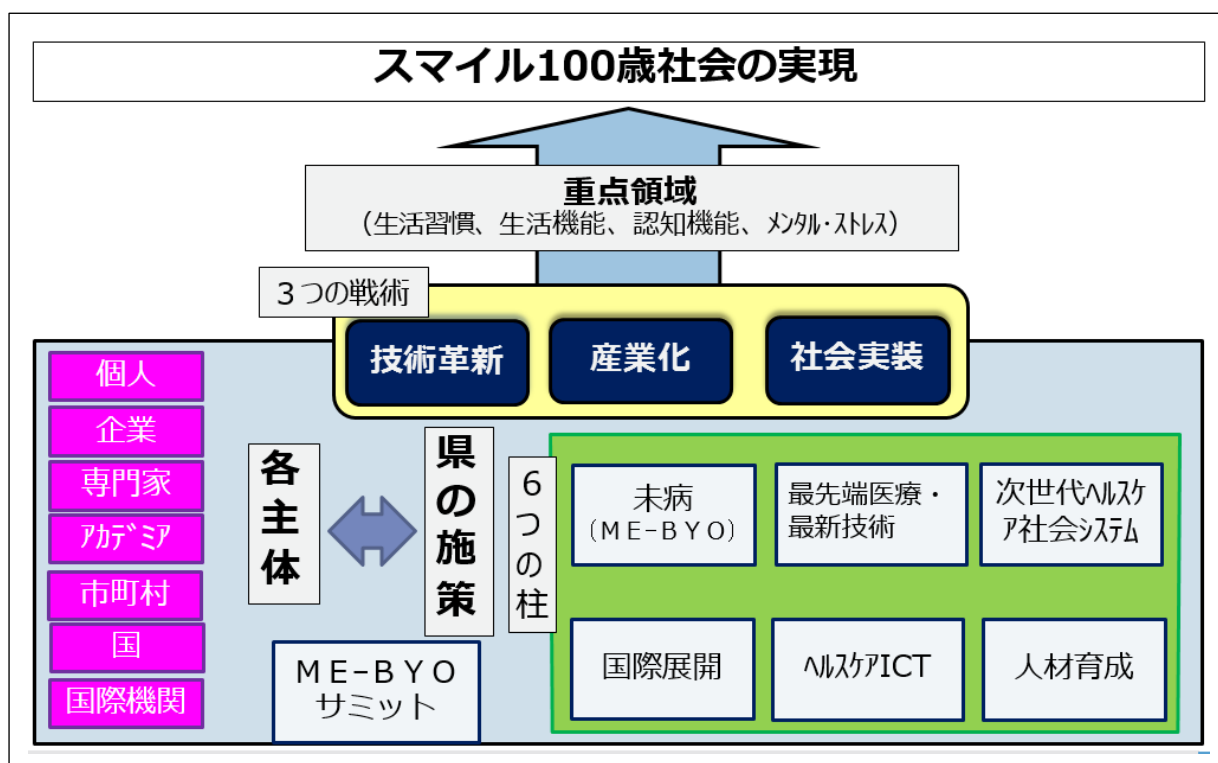 スマイル100歳社会の実現
重点領域
（生活習慣、生活機能、認知機能、ﾒﾝﾀﾙ･ｽﾄﾚｽ）
３つの戦術
技術革新
産業化
社会実装
個人
企業
専門家
ｱｶﾃﾞﾐｱ
市町村
国
国際機関
各主体
県の施策
ＭＥ−ＢＹＯ
サミット
６つの柱
未病
（ＭＥ−ＢＹＯ）
最先端医療・
最新技術
次世代ﾍﾙｽｹ
ｱ社会ｼｽﾃﾑ
国際展開
ﾍﾙｽｹｱICT
人材育成